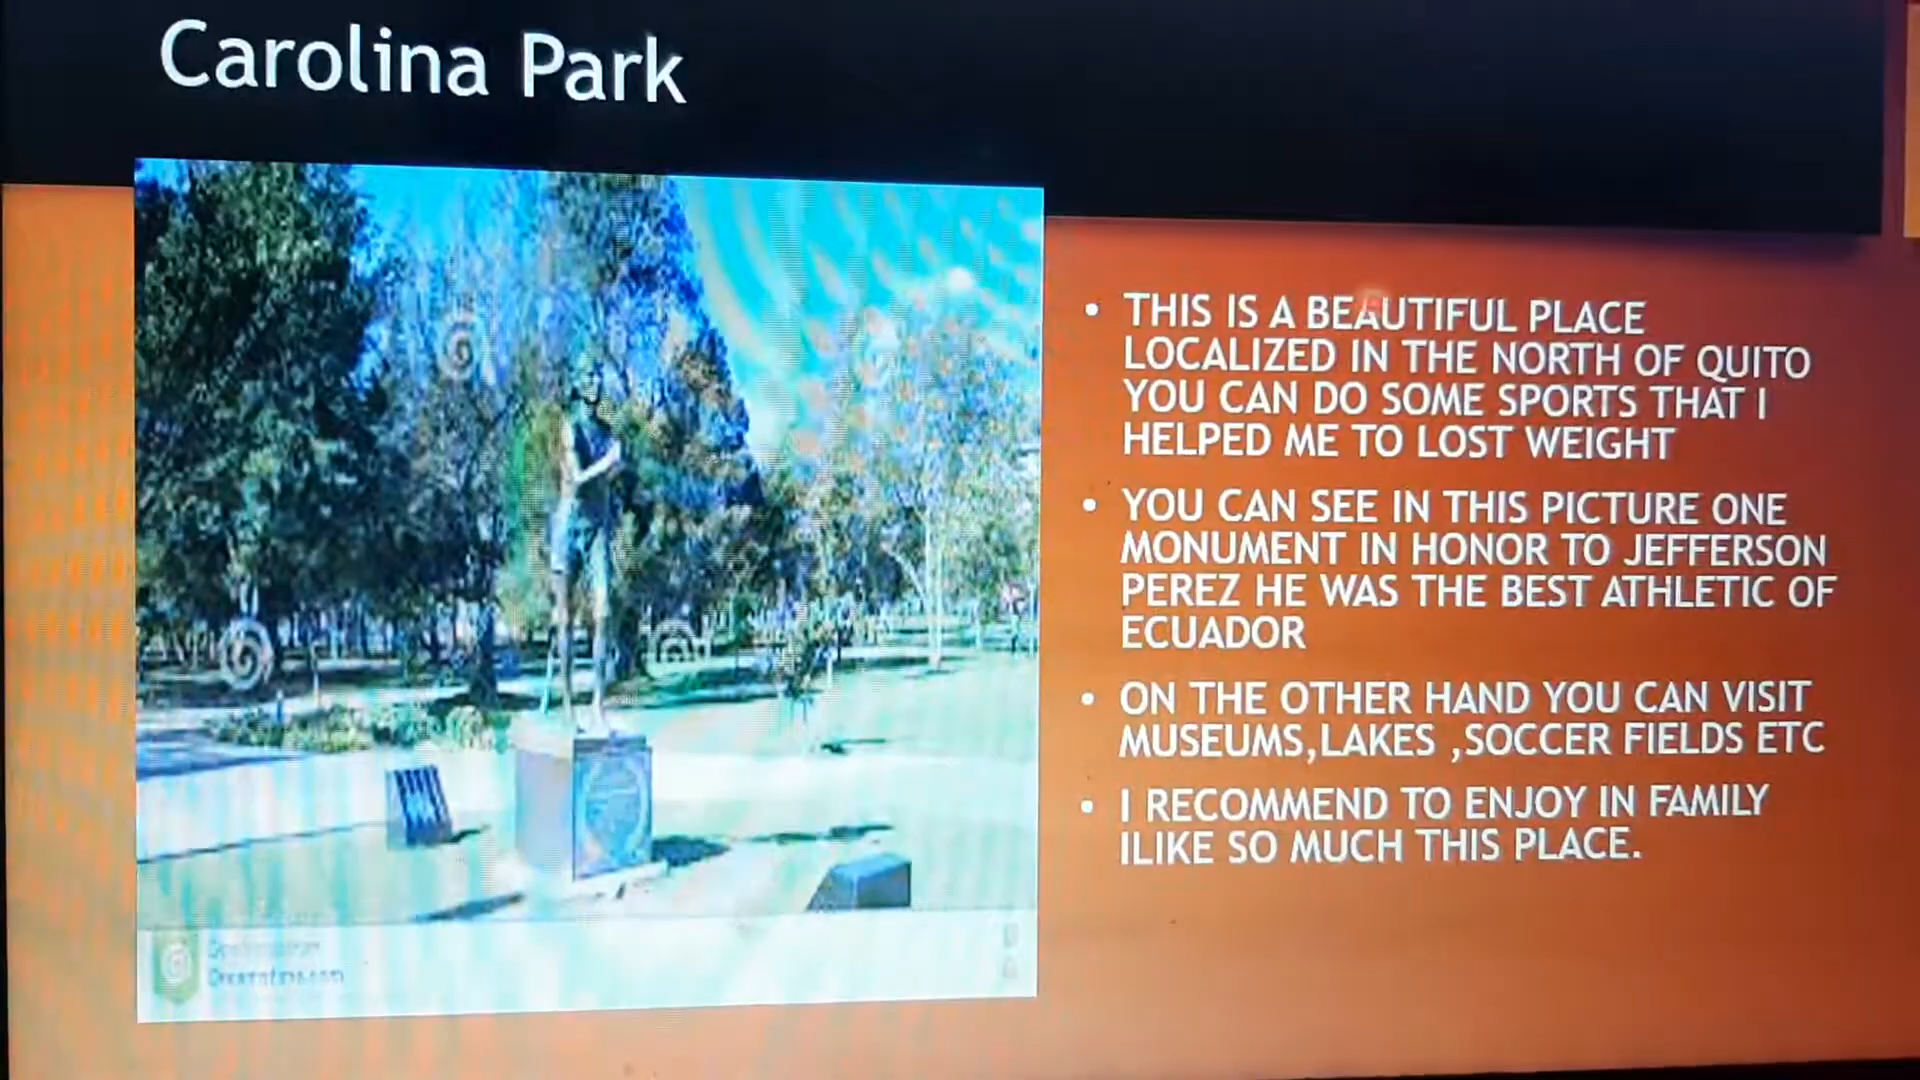 Carolina Park
• THIS IS A BEAUTIFUL PLACE
LOCALIZED IN THE NORTH OF QUITO
YOU CAN DO SOME SPORTS THAT I
HELPED ME TO LOST WEIGHT
• YOU CAN SEE IN THIS PICTURE ONE
MONUMENT IN HONOR TO JEFFERSON
PEREZ HE WAS THE BEST ATHLETIC OF
ECUADOR
• ON THE OTHER HAND YOU CAN VISIT
MUSEUMS,LAKES ,SOCCER FIELDS ETC
• I RECOMMEND TO ENJOY IN FAMILY
ILIKE SO MUCH THIS PLACE.